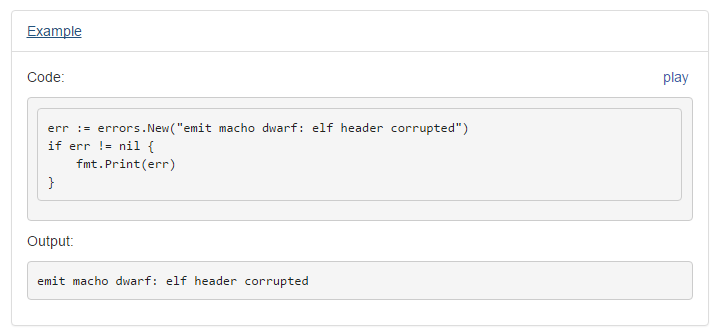 Example
Code:
play
err := errors.New("emit macho dwarf: elf header corrupted")
if err != nil {
    fmt.Print(err)
}
Output:
emit macho dwarf: elf header corrupted